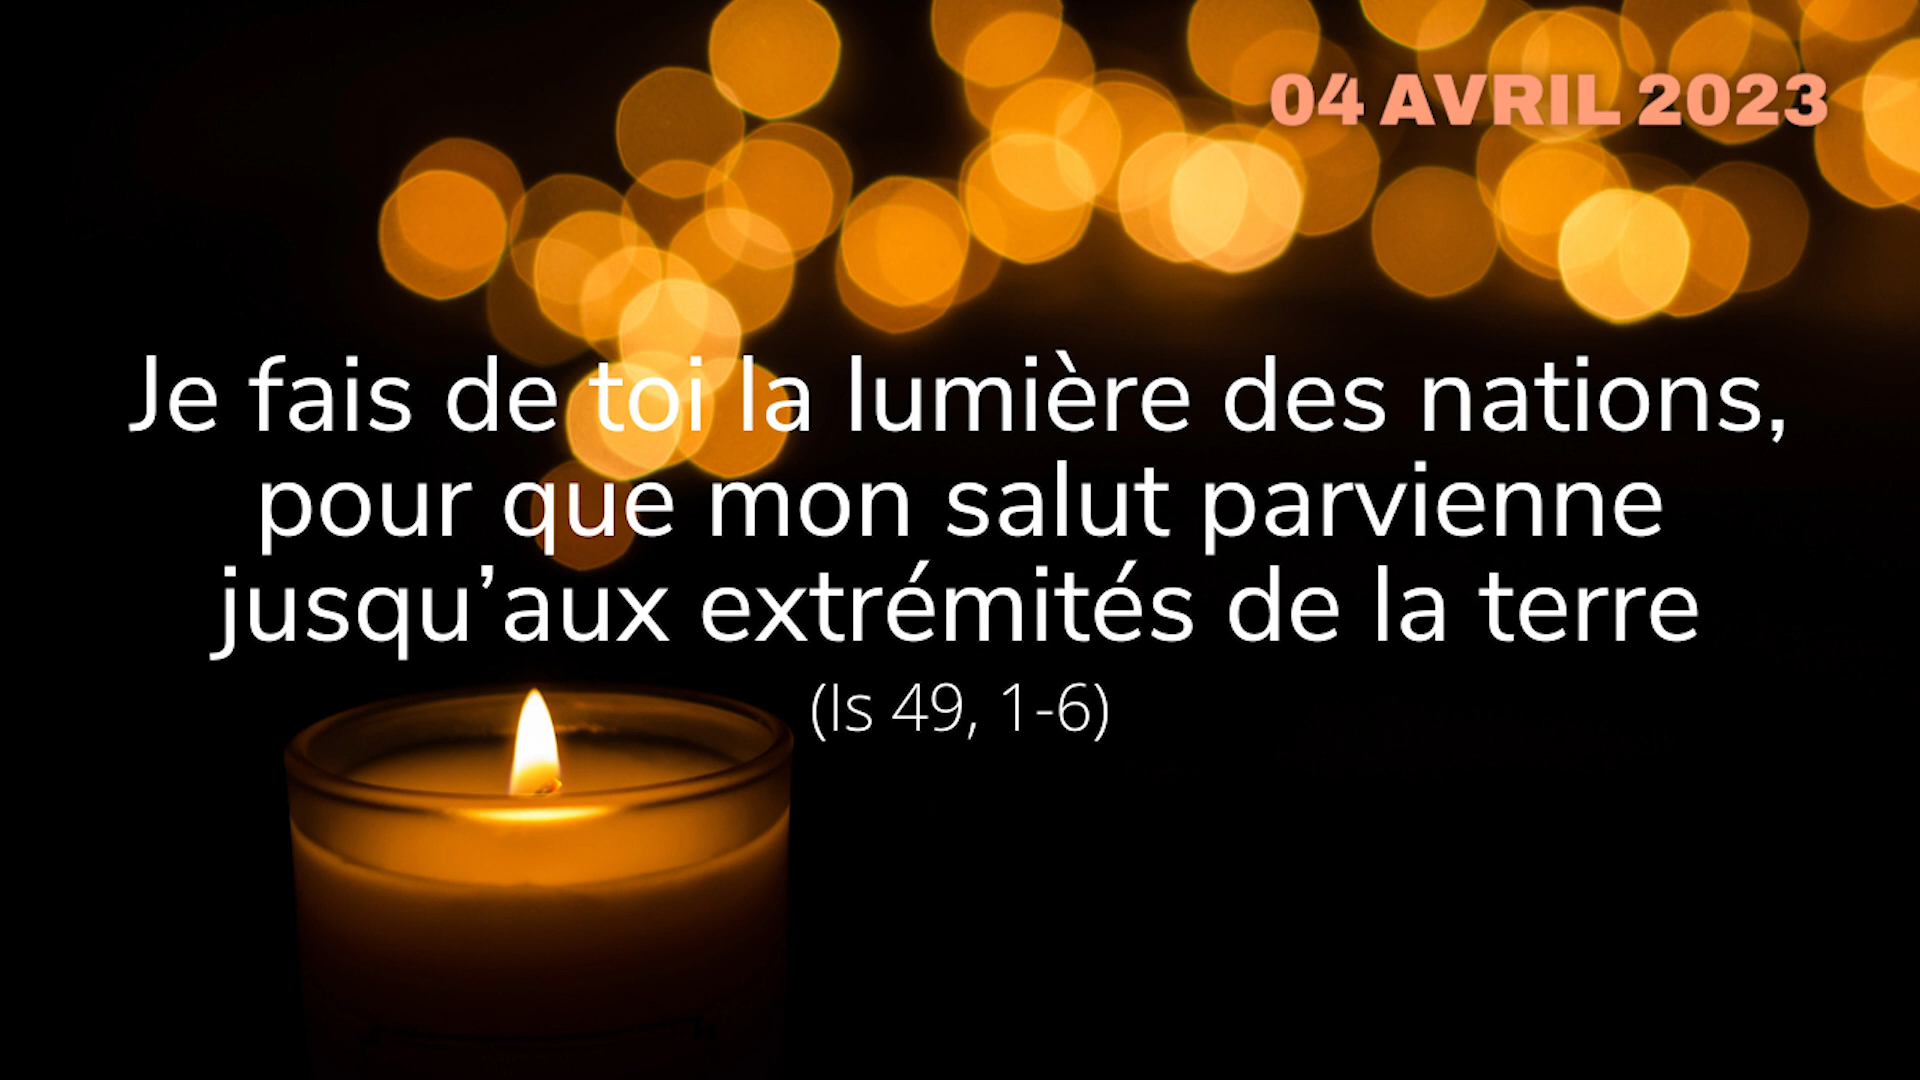 04 AVRIL 2023
Je fais de toi la lumière des nations,
pour que mon salut parvienne
jusqu’aux extrémités de la terre
(Is 49, 1-6)